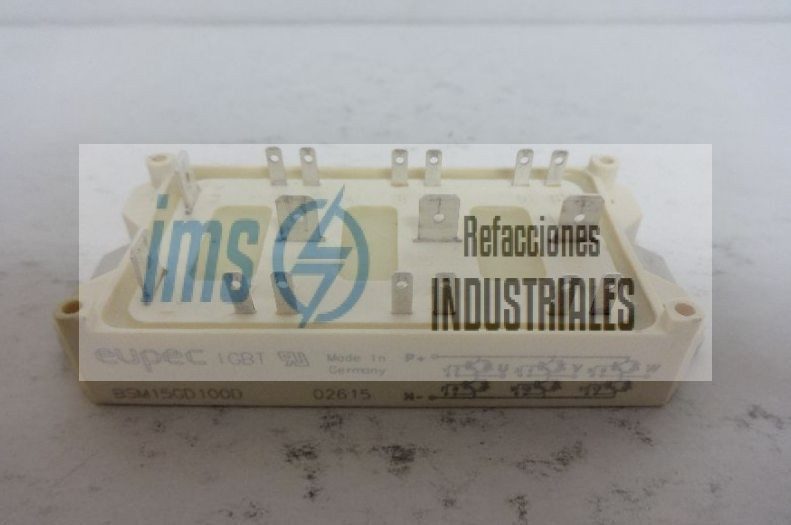 ims
Refacciones
INDUSTRIALES
eupec IGBT Made in
Germany
P+
U V W
BSM15GD100D 02615 N-